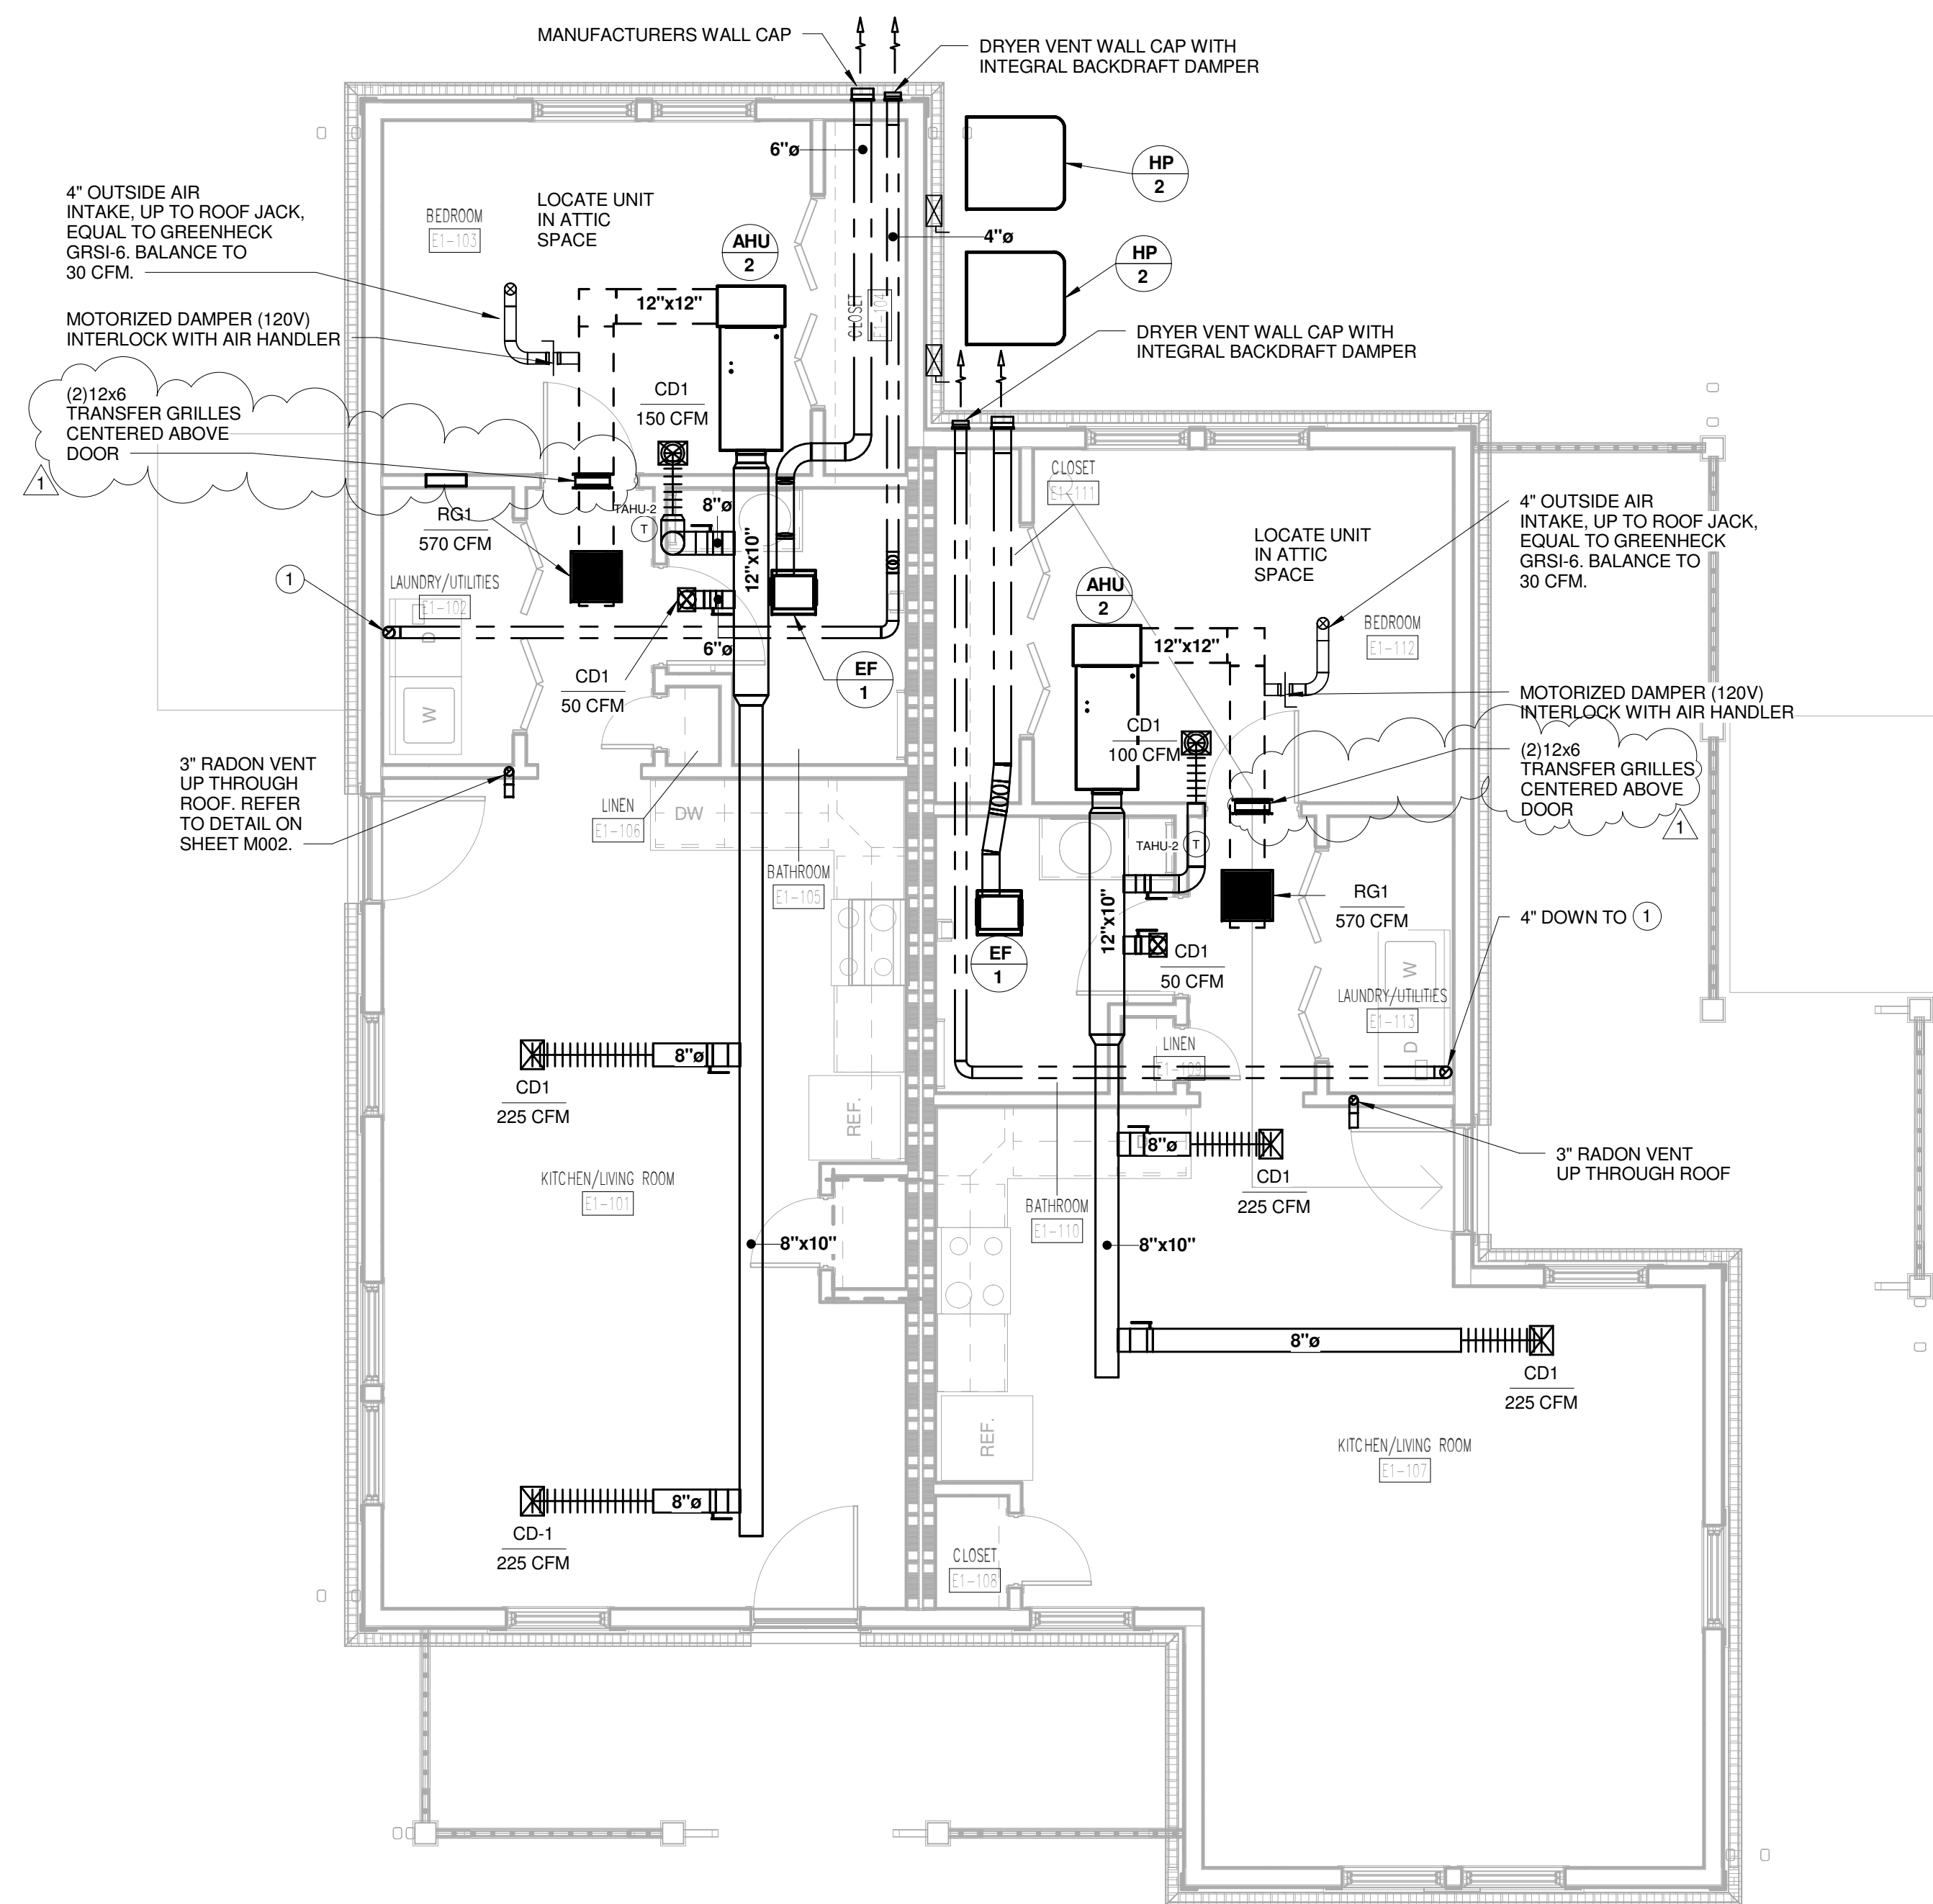 MANUFACTURERS WALL CAP
DRYER VENT WALL CAP WITH
INTEGRAL BACKDRAFT DAMPER
6"ø
HP
2
4" OUTSIDE AIR
INTAKE, UP TO ROOF JACK,
EQUAL TO GREENHECK
GRSI-6. BALANCE TO
30 CFM.
BEDROOM
E1-103
LOCATE UNIT
IN ATTIC
SPACE
AHU
2
4"ø
HP
2
12"x12"
CLOSET
E1-104
MOTORIZED DAMPER (120V)
INTERLOCK WITH AIR HANDLER
DRYER VENT WALL CAP WITH
INTEGRAL BACKDRAFT DAMPER
(2)12x6
TRANSFER GRILLES
CENTERED ABOVE
DOOR
1
CD1
150 CFM
RG1
570 CFM
TAHU-2
T
8"ø
12"x10"
CLOSET
E1-111
LOCATE UNIT
IN ATTIC
SPACE
4" OUTSIDE AIR
INTAKE, UP TO ROOF JACK,
EQUAL TO GREENHECK
GRSI-6. BALANCE TO
30 CFM.
1
LAUNDRY/UTILITIES
E1-102
D
W
6"ø
CD1
50 CFM
EF
1
AHU
2
12"x12"
BEDROOM
E1-112
MOTORIZED DAMPER (120V)
INTERLOCK WITH AIR HANDLER
(2)12x6
TRANSFER GRILLES
CENTERED ABOVE
DOOR
1
CD1
100 CFM
3" RADON VENT
UP THROUGH
ROOF. REFER
TO DETAIL ON
SHEET M002.
LINEN
E1-106
DW
BATHROOM
E1-105
TAHU-2
T
12"x10"
RG1
570 CFM
4" DOWN TO 1
EF
1
CD1
50 CFM
W
LAUNDRY/UTILITIES
E1-113
D
LINEN
E1-109
8"ø
CD1
225 CFM
REF.
8"ø
D
CD1
225 CFM
3" RADON VENT
UP THROUGH ROOF
KITCHEN/LIVING ROOM
E1-101
BATHROOM
E1-110
8"x10"
8"x10"
8"ø
CD1
225 CFM
REF.
KITCHEN/LIVING ROOM
E1-107
8"ø
CD-1
225 CFM
CLOSET
E1-108